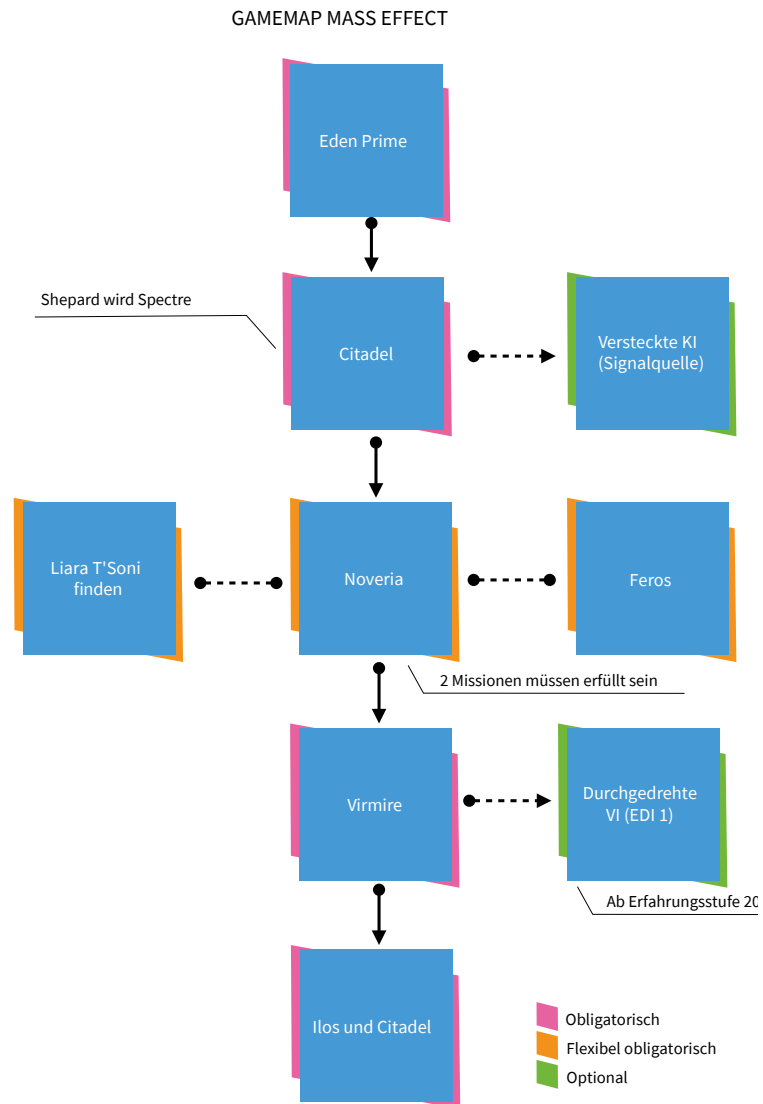 GAMEMAP MASS EFFECT
Eden Prime
Shepard wird Spectre
Citadel
Versteckte KI
(Signalquelle)
Liara T'Soni
finden
Noveria
Feros
2 Missionen müssen erfüllt sein
Virmire
Durchgedrehte
VI (EDI 1)
Ab Erfahrungsstufe 20
Ilos und Citadel
Obligatorisch
Flexibel obligatorisch
Optional